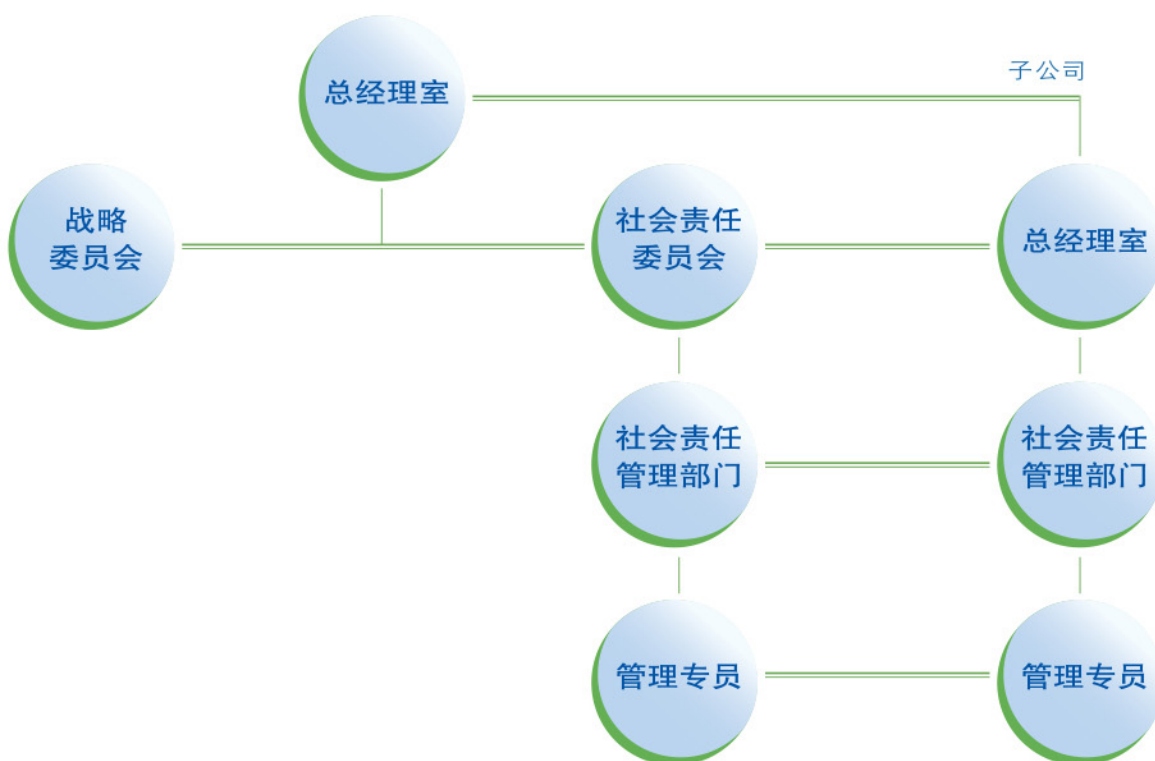 子公司
总经理室
战略
委员会
社会责任
委员会
总经理室
社会责任
管理部门
社会责任
管理部门
管理专员
管理专员